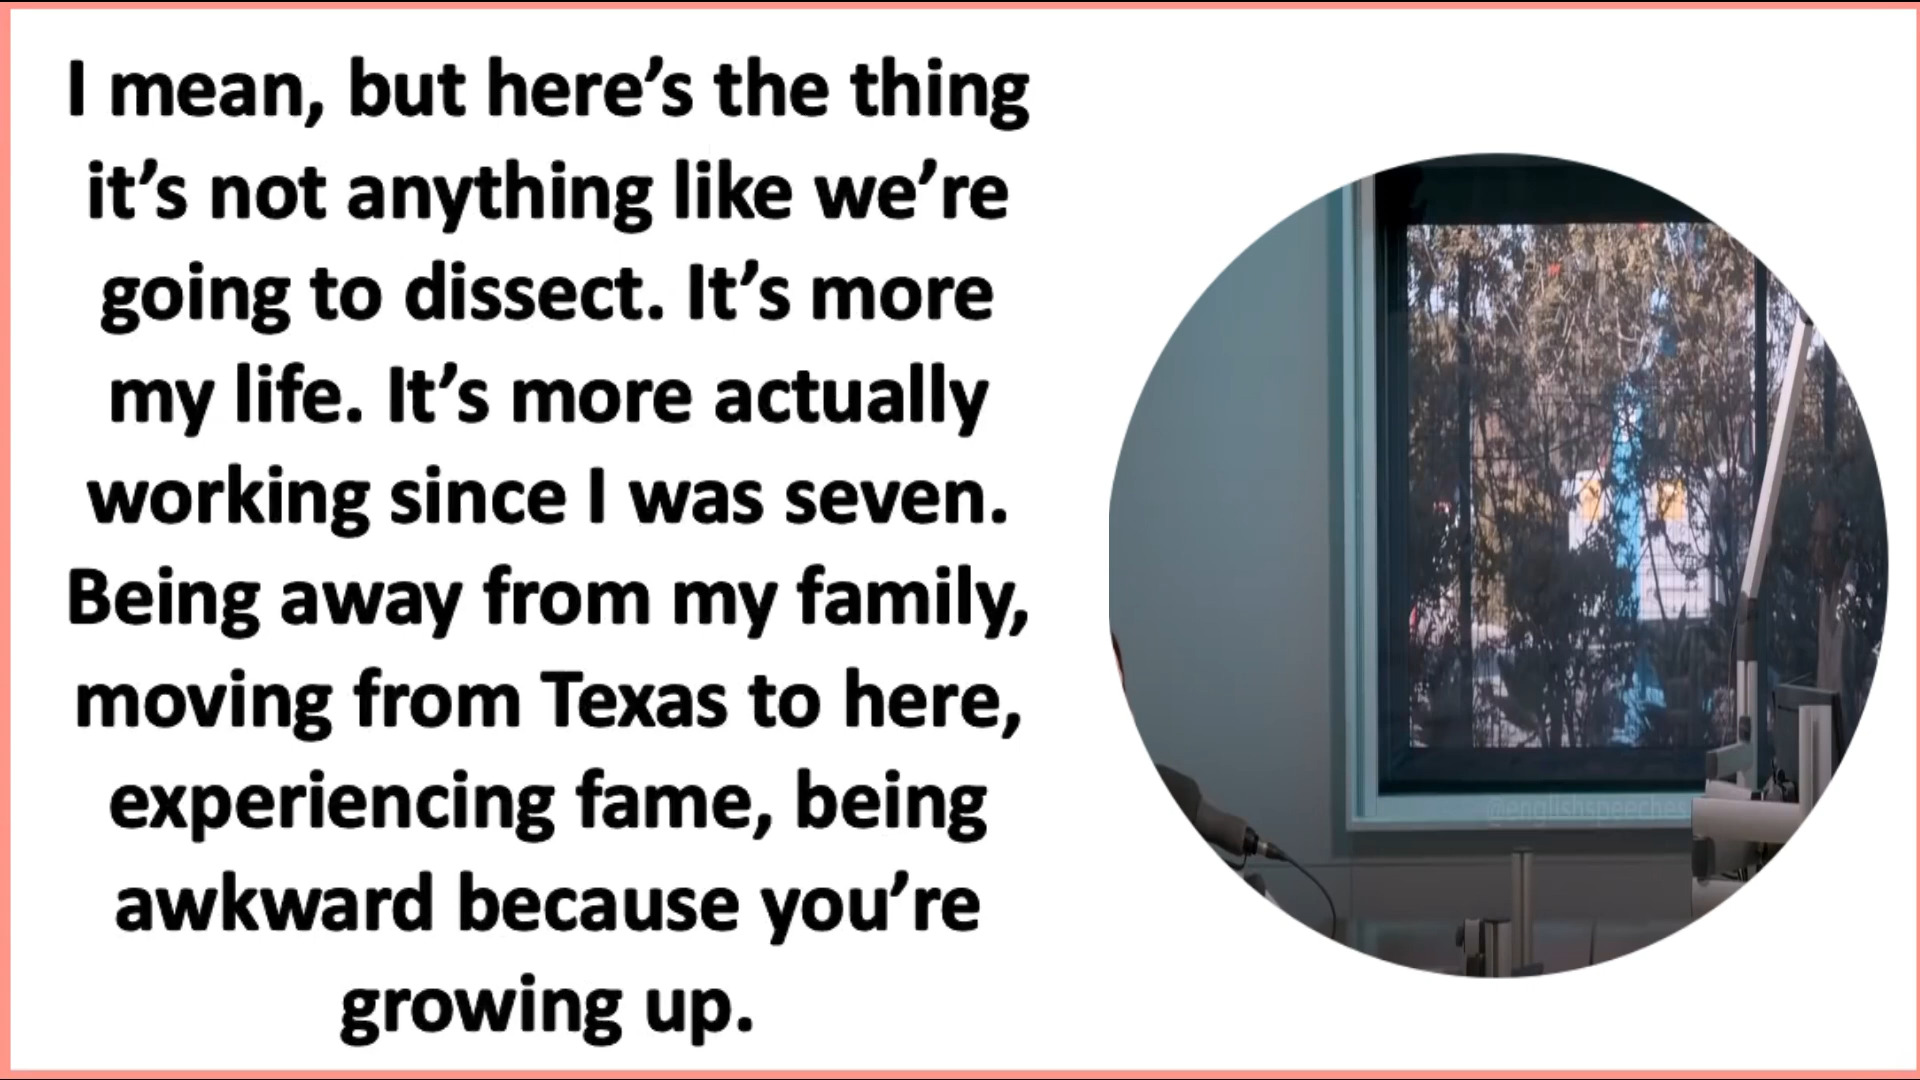 I mean, but here’s the thing
it’s not anything like we’re
going to dissect. It’s more
my life. It’s more actually
working since I was seven.
Being away from my family,
moving from Texas to here,
experiencing fame, being
awkward because you’re
growing up.
@englishspeeches